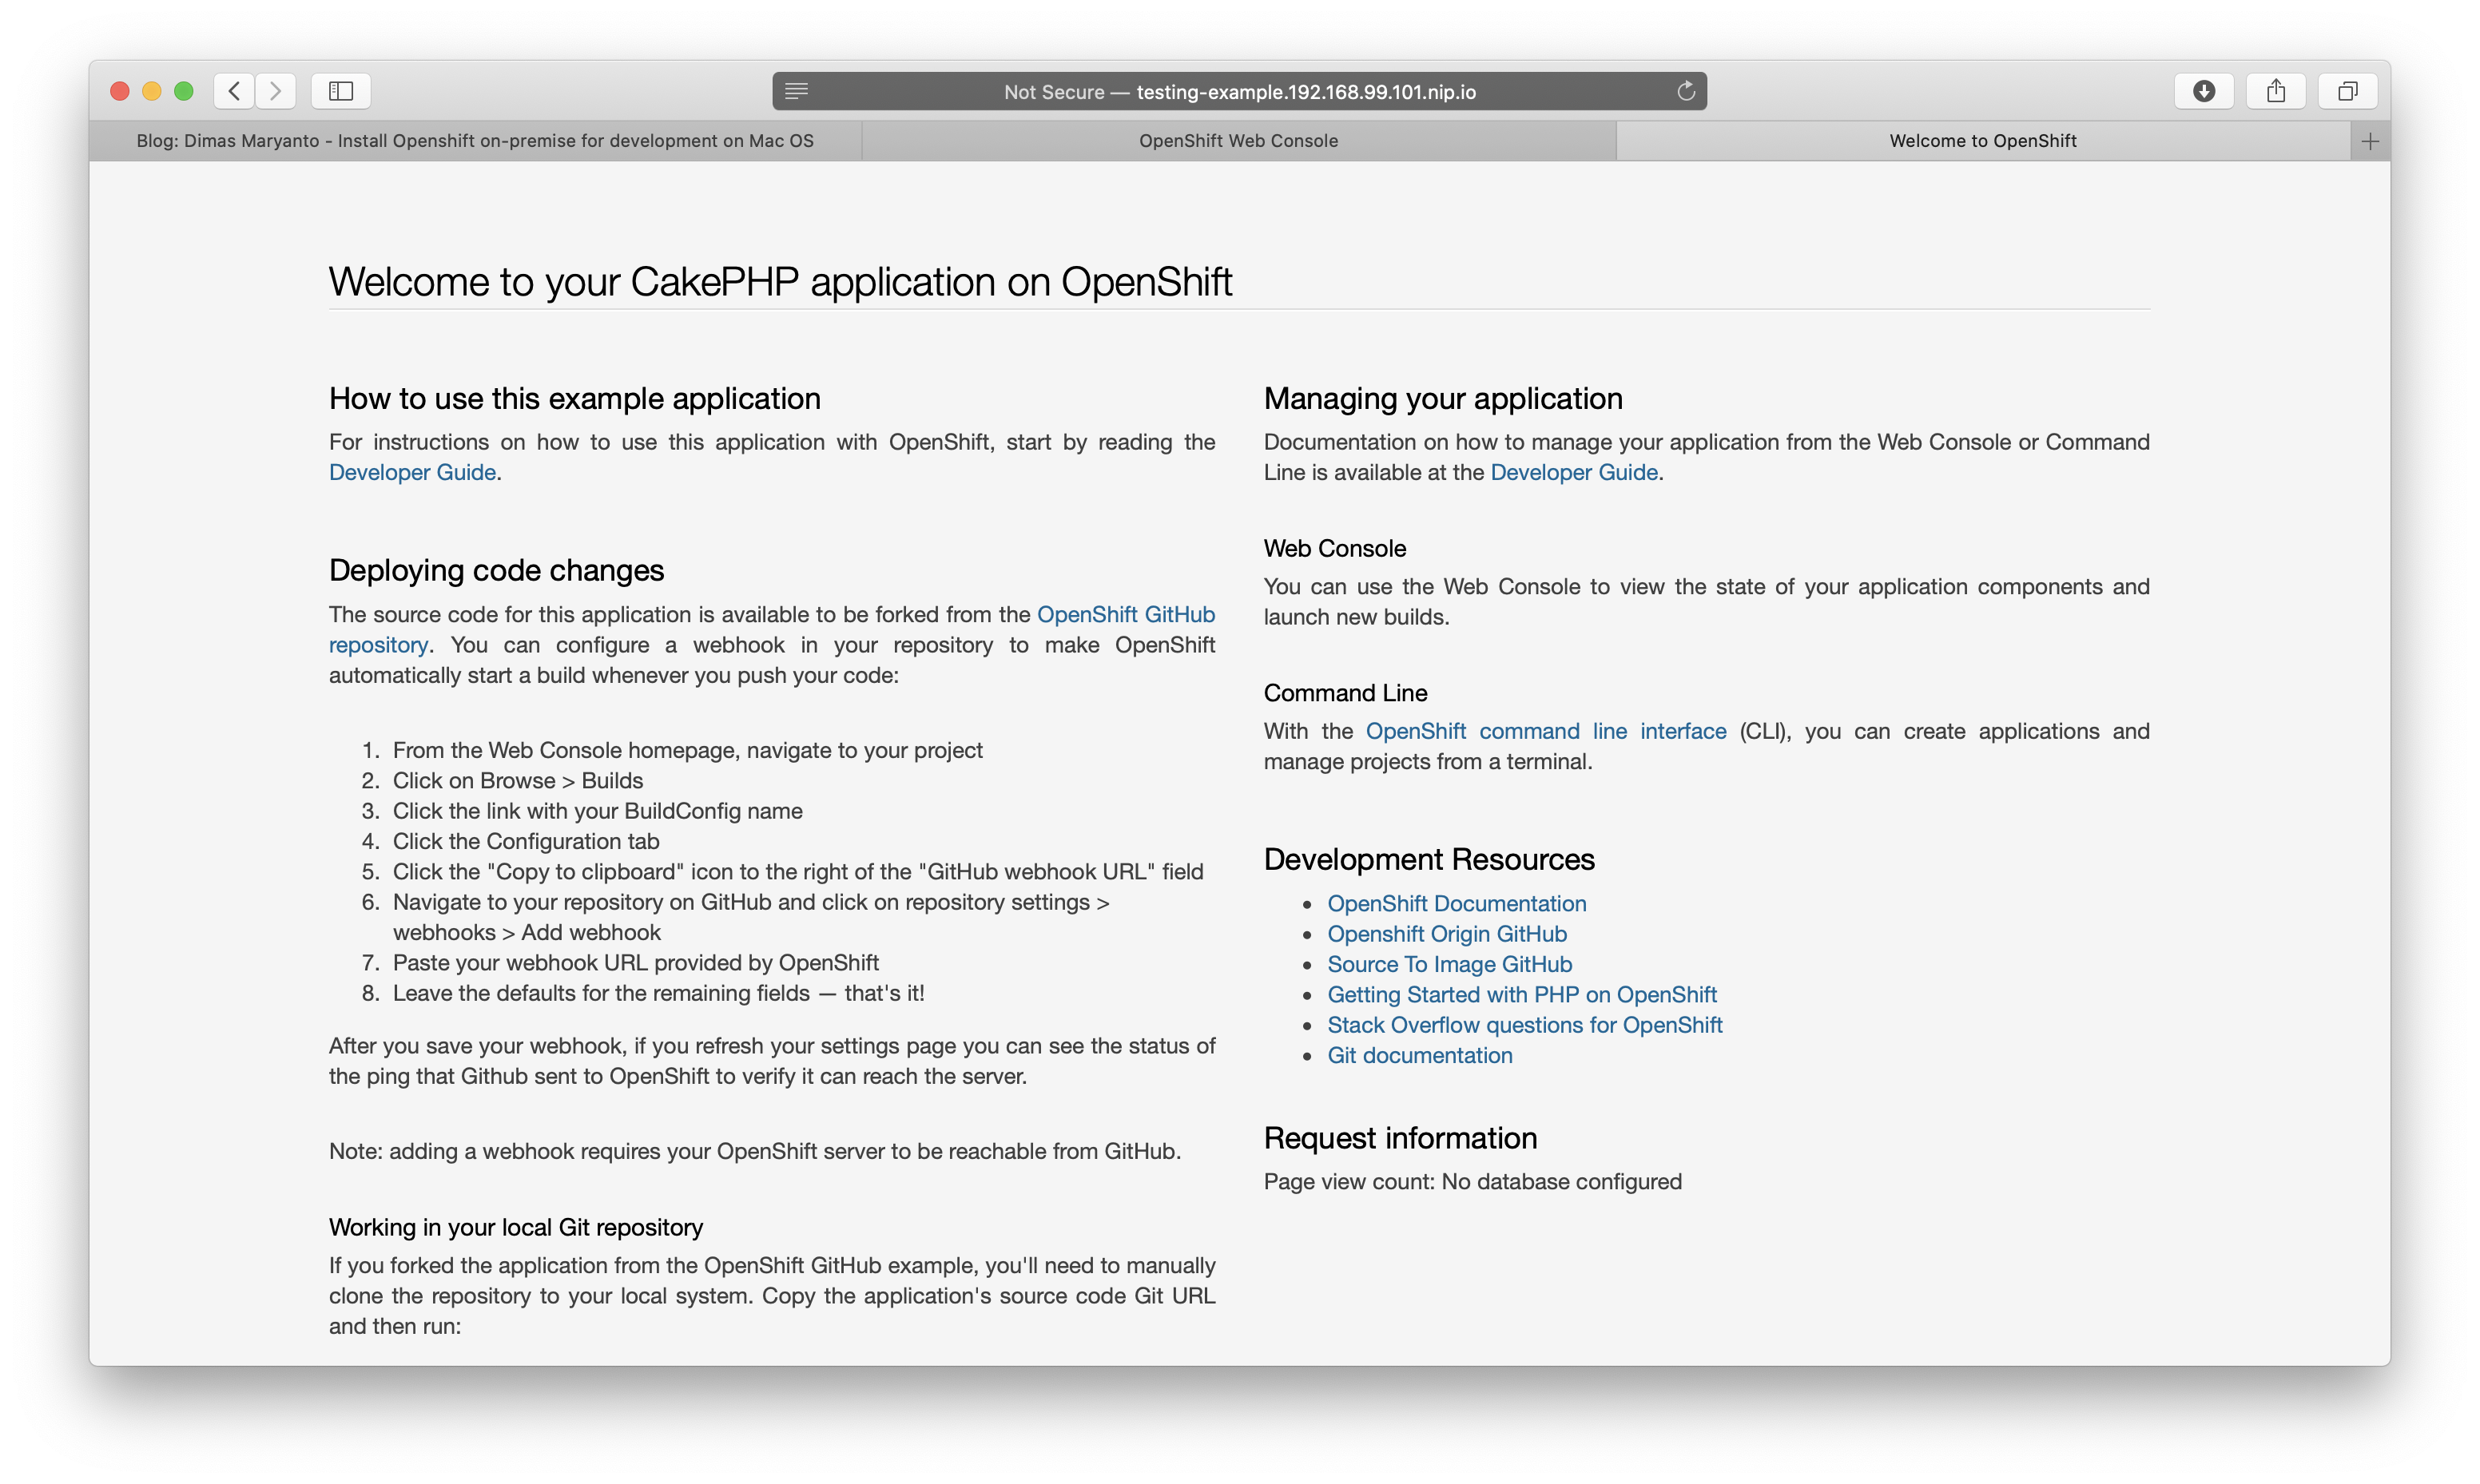 Not Secure — testing-example.192.168.99.101.nip.io
Blog: Dimas Maryanto - Install Openshift on-premise for development on Mac OS
OpenShift Web Console
Welcome to OpenShift
Welcome to your CakePHP application on OpenShift
How to use this example application
For instructions on how to use this application with OpenShift, start by reading the
Developer Guide.
Deploying code changes
The source code for this application is available to be forked from the OpenShift GitHub
repository. You can configure a webhook in your repository to make OpenShift
automatically start a build whenever you push your code:
1. From the Web Console homepage, navigate to your project
2. Click on Browse > Builds
3. Click the link with your BuildConfig name
4. Click the Configuration tab
5. Click the "Copy to clipboard" icon to the right of the "GitHub webhook URL" field
6. Navigate to your repository on GitHub and click on repository settings >
webhooks > Add webhook
7. Paste your webhook URL provided by OpenShift
8. Leave the defaults for the remaining fields — that's it!
After you save your webhook, if you refresh your settings page you can see the status of
the ping that Github sent to OpenShift to verify it can reach the server.
Note: adding a webhook requires your OpenShift server to be reachable from GitHub.
Working in your local Git repository
If you forked the application from the OpenShift GitHub example, you'll need to manually
clone the repository to your local system. Copy the application's source code Git URL
and then run:
Managing your application
Documentation on how to manage your application from the Web Console or Command
Line is available at the Developer Guide.
Web Console
You can use the Web Console to view the state of your application components and
launch new builds.
Command Line
With the OpenShift command line interface (CLI), you can create applications and
manage projects from a terminal.
Development Resources
• OpenShift Documentation
• Openshift Origin GitHub
• Source To Image GitHub
• Getting Started with PHP on OpenShift
• Stack Overflow questions for OpenShift
• Git documentation
Request information
Page view count: No database configured